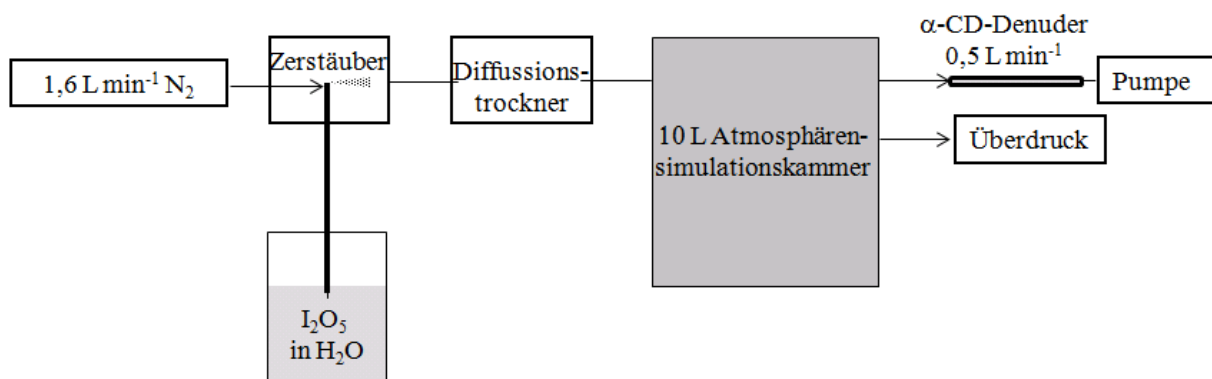 1,6 L min⁻¹ N₂
Zerstäuber
Diffussions-
trockner
10 L Atmosphären-
simulationskammer
α-CD-Denuder
0,5 L min⁻¹
Pumpe
Überdruck
I₂O₅
in H₂O